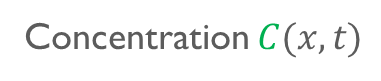 Concentration 𝐶(𝑥, 𝑡)